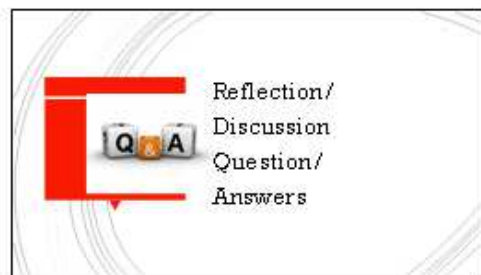 Q & A
Reflection/
Discussion
Question/
Answers